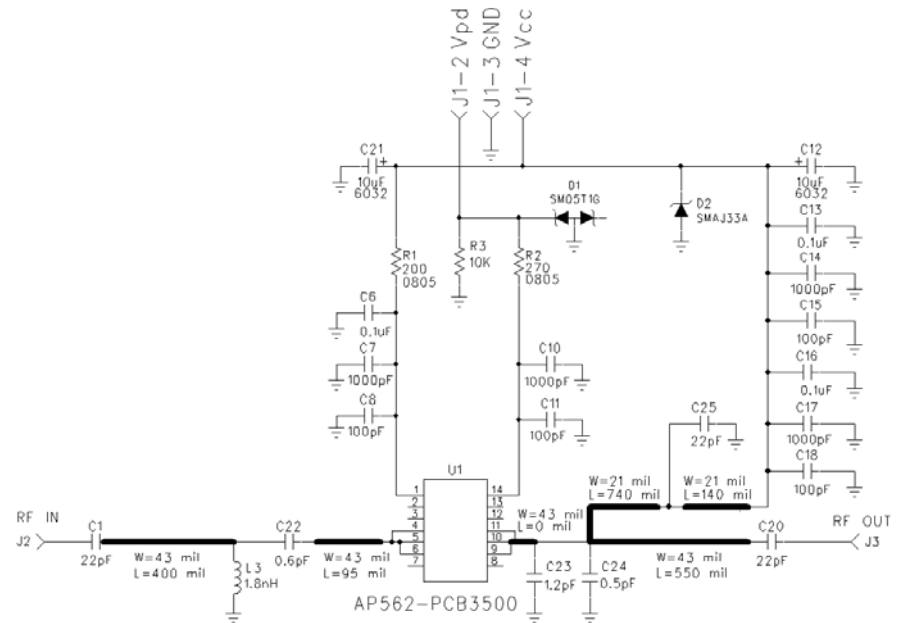 J1-2 Vpd
J1-3 GND
J1-4 Vcc
C21
+
10uF
6032
C12
+
10uF
6032
D1
SM05T1G
D2
SMAJ33A
C13
0.1uF
R1
200
0805
R3
10K
R2
270
0805
C14
1000pF
C6
0.1uF
C15
100pF
C7
1000pF
C10
1000pF
C16
0.1uF
C8
100pF
C11
100pF
C25
22pF
C17
1000pF
C18
100pF
U1
1
2
3
4
5
6
7
14
13
12
11
10
9
8
W=21 mil
L=740 mil
W=21 mil
L=140 mil
W=43 mil
L=0 mil
RF IN
J2
C1
22pF
W=43 mil
L=400 mil
C22
0.6pF
W=43 mil
L=95 mil
L3
1.8nH
C23
1.2pF
C24
0.5pF
W=43 mil
L=550 mil
C20
22pF
RF OUT
J3
AP562-PCB3500